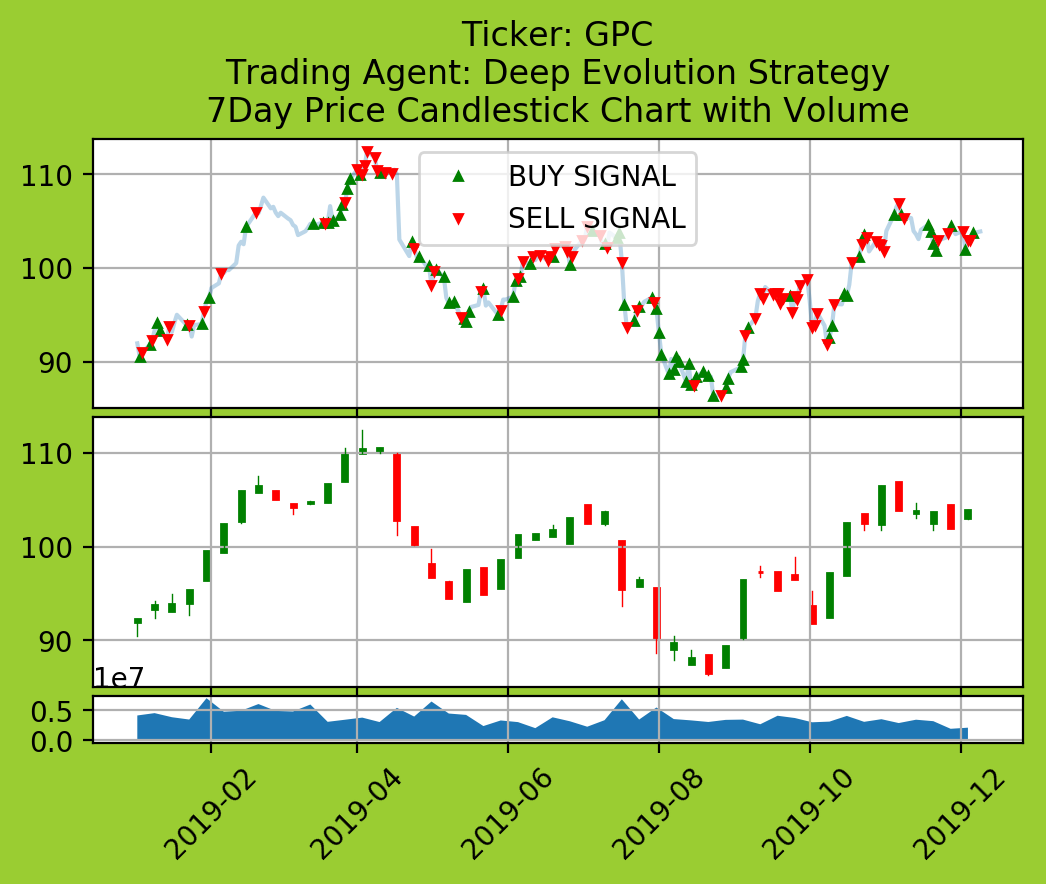 Ticker: GPC
Trading Agent: Deep Evolution Strategy
7Day Price Candlestick Chart with Volume
110
100
90
BUY SIGNAL
SELL SIGNAL
110
100
90
1e7
0.5
0.0
2019-02
2019-04
2019-06
2019-08
2019-10
2019-12